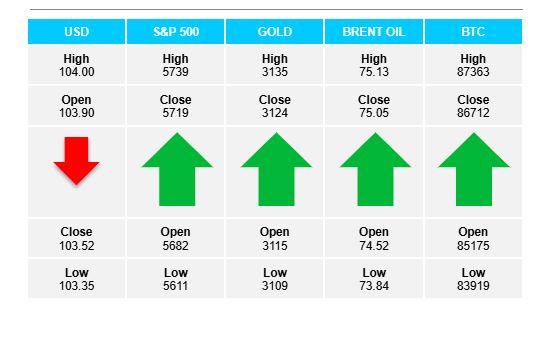 USD S&P 500 GOLD BRENT OIL BTC
High High High High High
104.00 5739 3135 75.13 87363
Open Close Close Close Close
103.90 5719 3124 75.05 86712
Close Open Open Open Open
103.52 5682 3115 74.52 85175
Low Low Low Low Low
103.35 5611 3109 73.84 83919